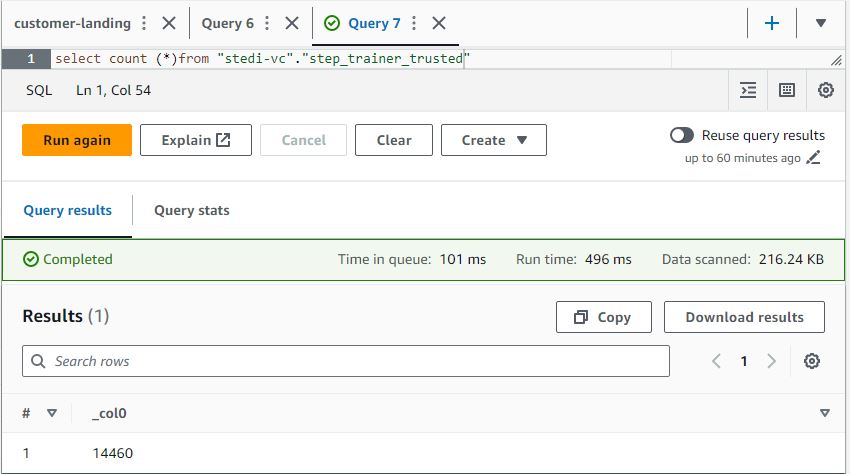 customer-landing Query 6 Query 7
1 select count (*)from "stedi-vc"."step_trainer_trusted"
SQL Ln 1, Col 54
Run again Explain Cancel Clear Create Reuse query results
up to 60 minutes ago
Query results Query stats
Completed Time in queue: 101 ms Run time: 496 ms Data scanned: 216.24 KB
Results (1) Copy Download results
Search rows 1
# _col0
1 14460